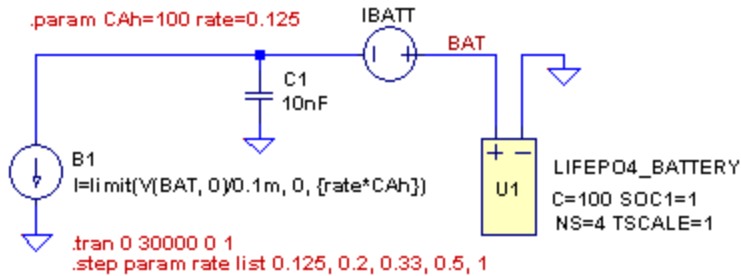 .param CAh=100 rate=0.125
IBATT
BAT
C1
10nF
B1
I=limit(V(BAT, 0)/0.1m, 0, {rate*CAh})
U1
LIFEPO4_BATTERY
C=100 SOC1=1
NS=4 TSCALE=1
.tran 0 30000 0 1
.step param rate list 0.125, 0.2, 0.33, 0.5, 1